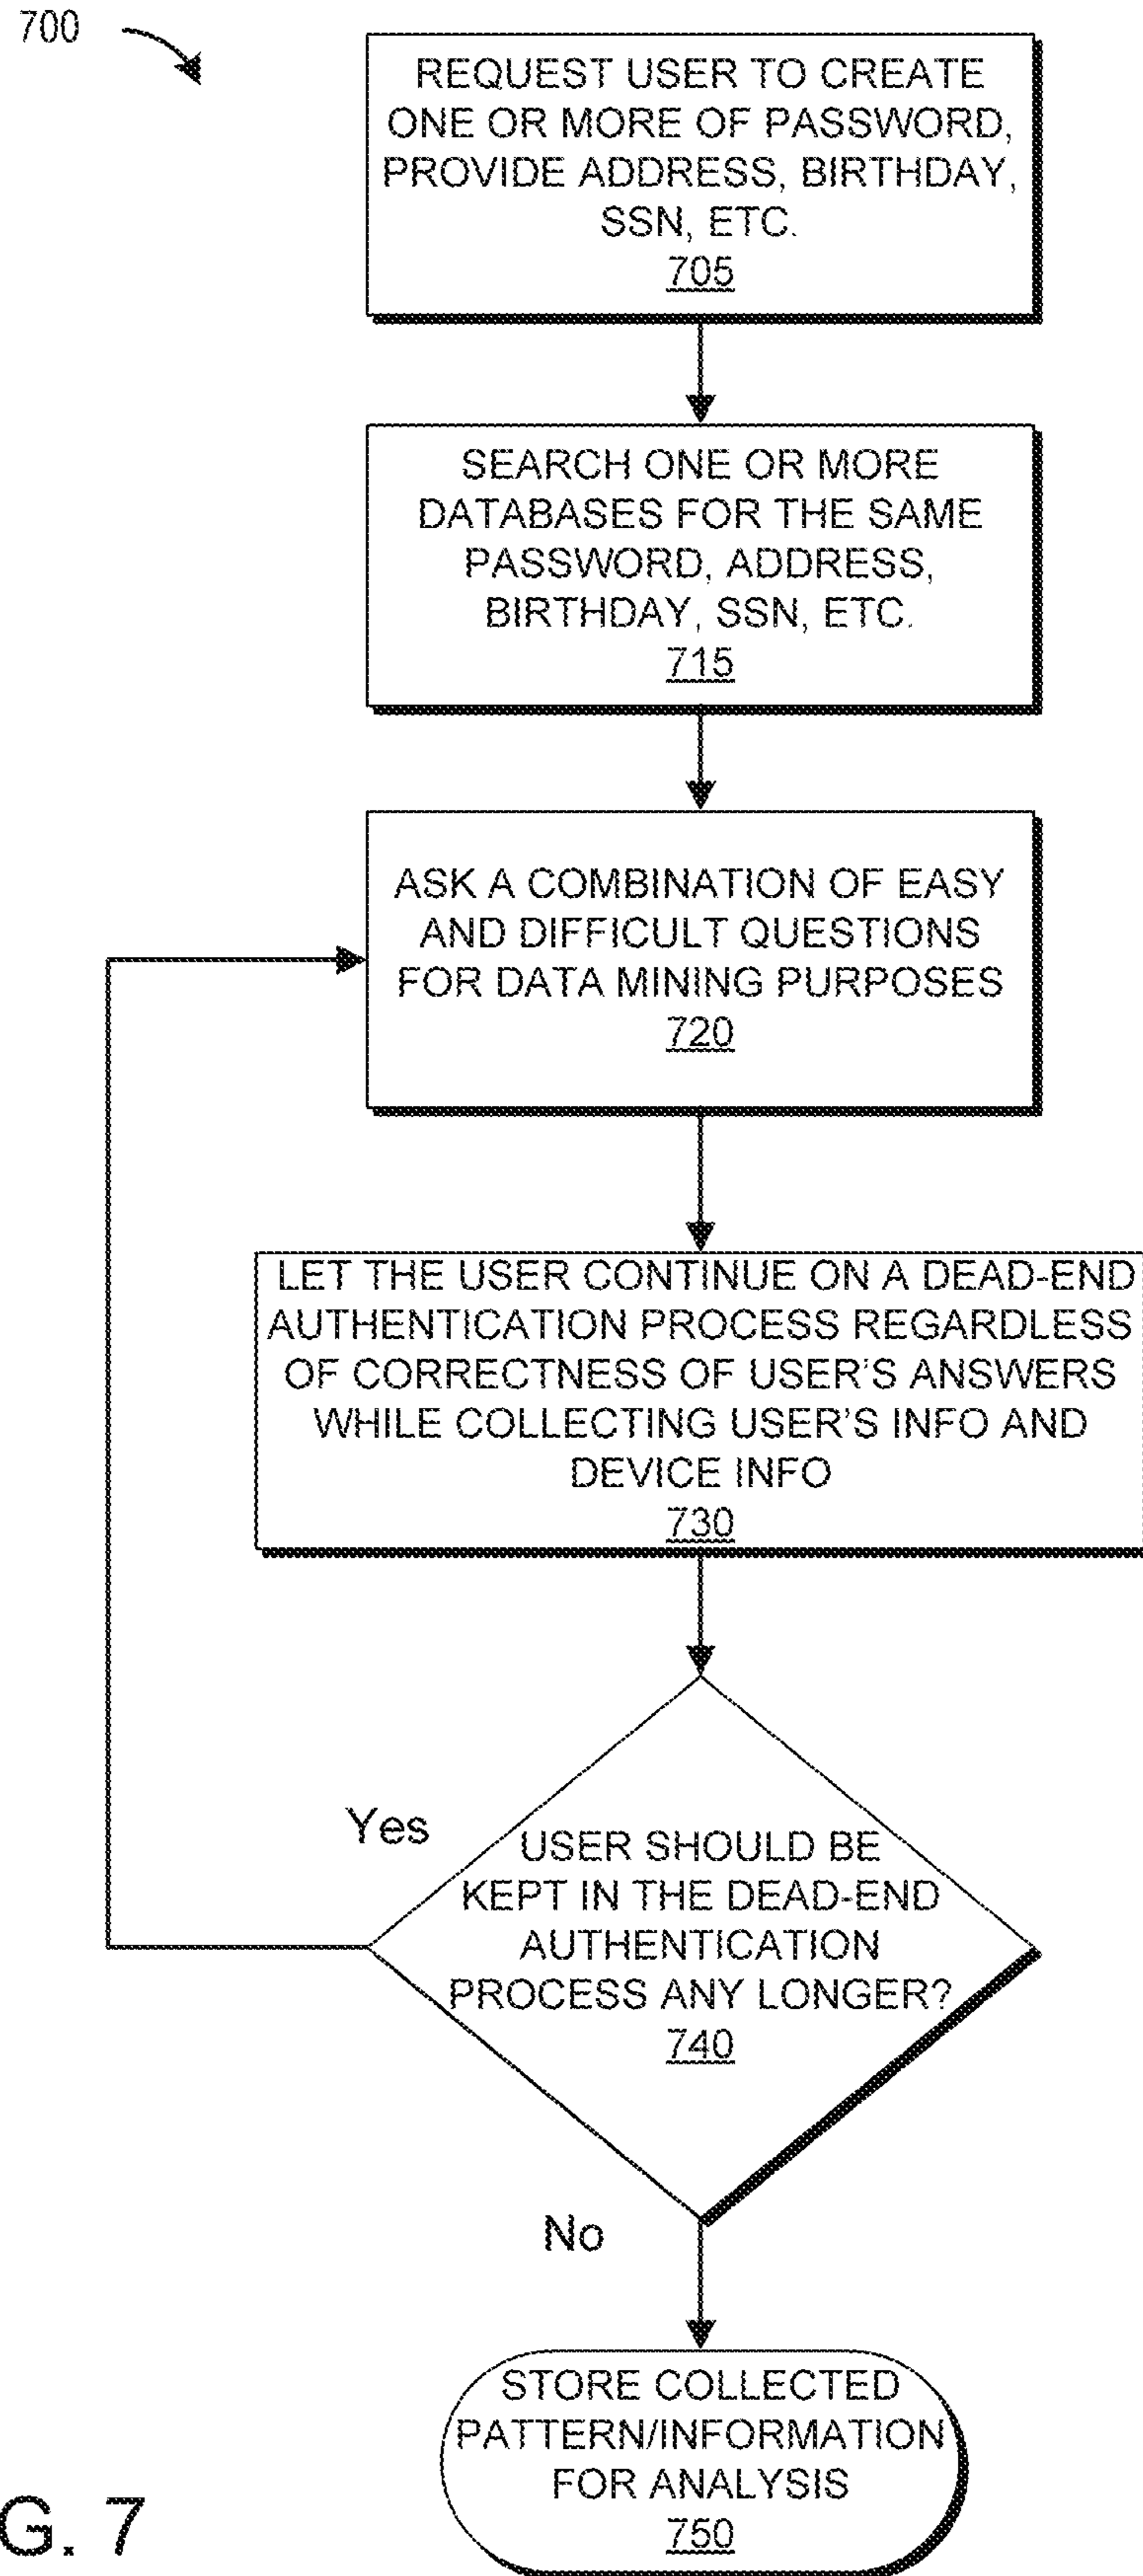 700
REQUEST USER TO CREATE
ONE OR MORE OF PASSWORD,
PROVIDE ADDRESS, BIRTHDAY,
SSN, ETC.
705
SEARCH ONE OR MORE
DATABASES FOR THE SAME
PASSWORD, ADDRESS,
BIRTHDAY, SSN, ETC.
715
ASK A COMBINATION OF EASY
AND DIFFICULT QUESTIONS
FOR DATA MINING PURPOSES
720
LET THE USER CONTINUE ON A DEAD-END
AUTHENTICATION PROCESS REGARDLESS
OF CORRECTNESS OF USER'S ANSWERS
WHILE COLLECTING USER'S INFO AND
DEVICE INFO
730
Yes
USER SHOULD BE
KEPT IN THE DEAD-END
AUTHENTICATION
PROCESS ANY LONGER?
740
No
STORE COLLECTED
PATTERN/INFORMATION
FOR ANALYSIS
750
G. 7